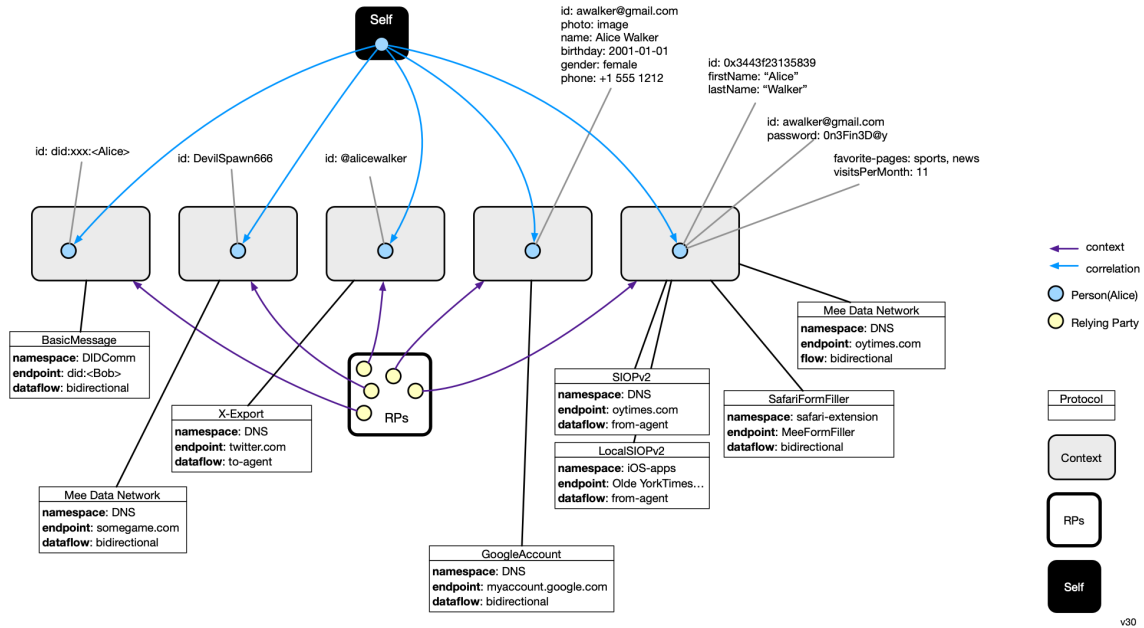 Self
id: awalker@gmail.com
photo: image
name: Alice Walker
birthday: 2001-01-01
gender: female
phone: +1 555 1212
id: 0x3443f23135839
firstName: “Alice”
lastName: “Walker”
id: awalker@gmail.com
password: 0n3Fin3D@y
favorite-pages: sports, news
visitsPerMonth: 11
id: did:xxx:<Alice>
id: DevilSpawn666
id: @alicewalker
context
correlation
Person(Alice)
Relying Party
BasicMessage
namespace: DIDComm
endpoint: did:<Bob>
dataflow: bidirectional
X-Export
namespace: DNS
endpoint: twitter.com
dataflow: to-agent
Mee Data Network
namespace: DNS
endpoint: somegame.com
dataflow: bidirectional
RPs
GoogleAccount
namespace: DNS
endpoint: myaccount.google.com
dataflow: bidirectional
SIOPv2
namespace: DNS
endpoint: oytimes.com
dataflow: from-agent
LocalSIOPv2
namespace: iOS-apps
endpoint: Olde YorkTimes…
dataflow: from-agent
SafariFormFiller
namespace: safari-extension
endpoint: MeeFormFiller
dataflow: bidirectional
Mee Data Network
namespace: DNS
endpoint: oytimes.com
flow: bidirectional
Protocol
Context
RPs
Self
v30